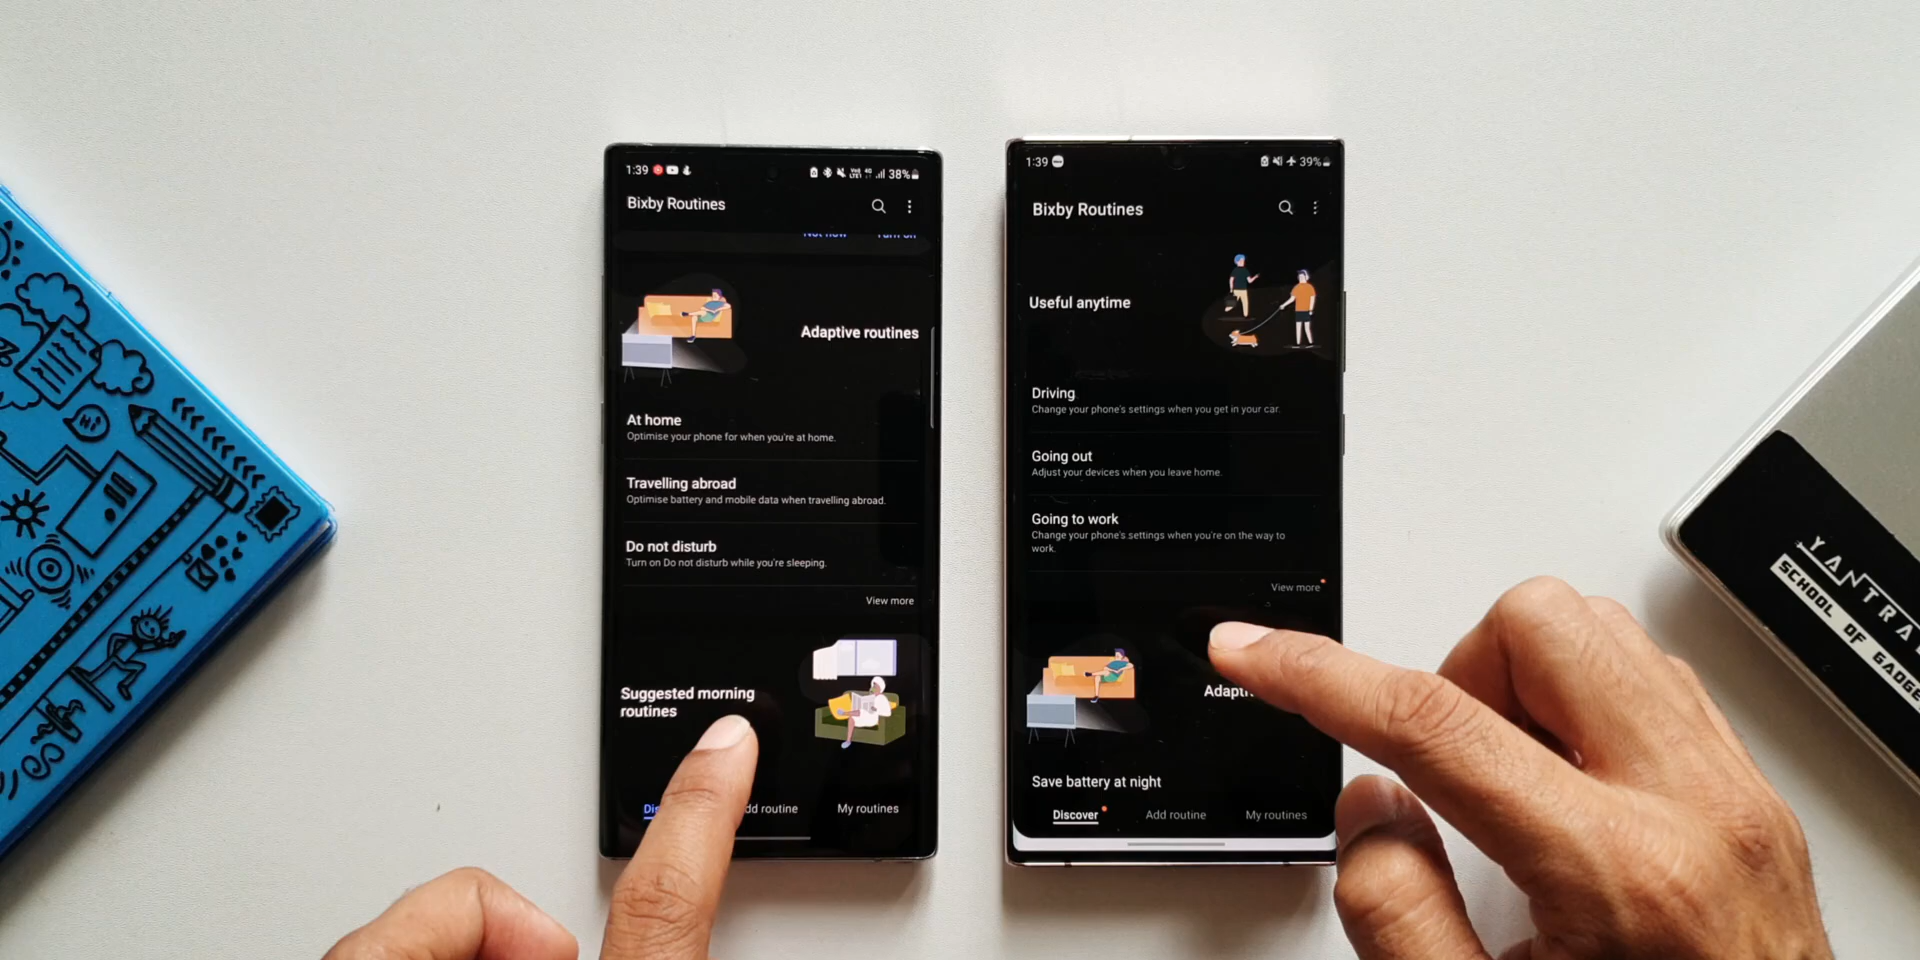 Hi
1:39
38%
Bixby Routines
Not now Turn on
Adaptive routines
At home
Optimise your phone for when you're at home.
Travelling abroad
Optimise battery and mobile data when travelling abroad.
Do not disturb
Turn on Do not disturb while you're sleeping.
View more
Suggested morning
routines
My routines
1:39
39%
Bixby Routines
Useful anytime
Driving
Change your phone's settings when you get in your car.
Going out
Adjust your devices when you leave home.
Going to work
Change your phone's settings when you're on the way to
work.
View more
Save battery at night
Discover Add routine My routines
YANTRA
SCHOOL OF GADGE